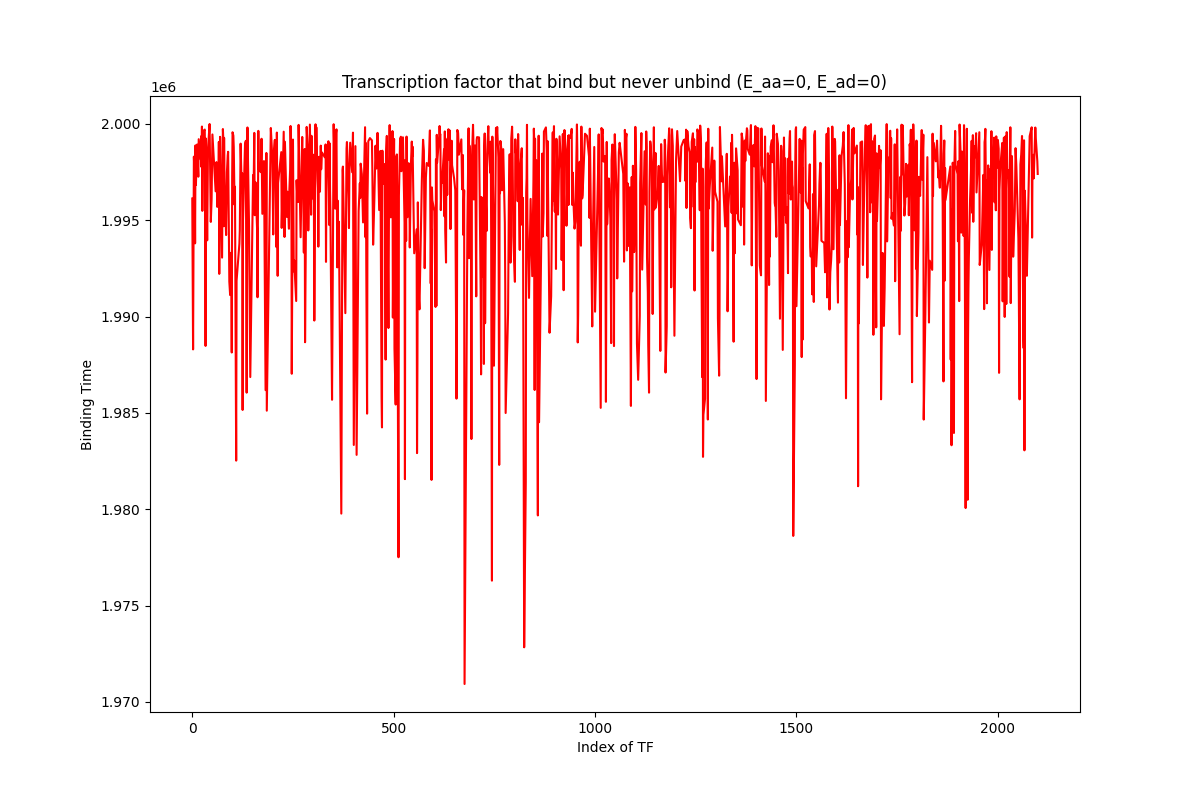 Transcription factor that bind but never unbind (E_aa=0, E_ad=0)
1e6
2.000
1.995
1.990
1.985
1.980
1.975
1.970
Binding Time
0 500 1000 1500 2000
Index of TF